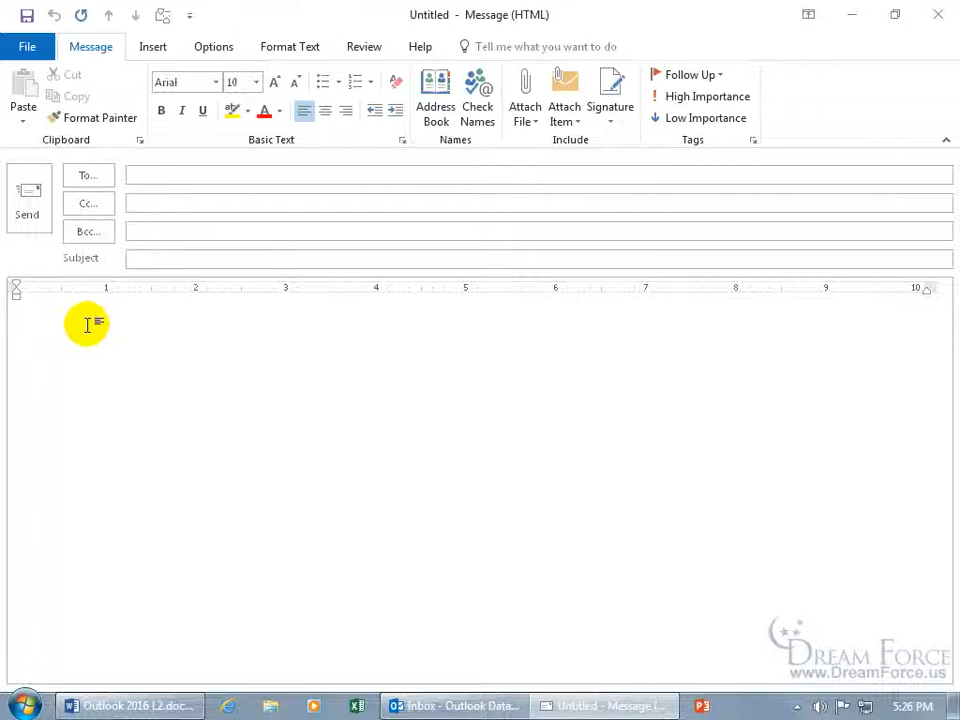 Untitled - Message (HTML)
File Message Insert Options Format Text Review Help Tell me what you want to do
Paste
Cut
Copy
Format Painter
Clipboard
Arial 10
B I U ab A
Basic Text
Address Book
Check Names
Names
Attach File
Attach Item
Signature
Include
Follow Up
High Importance
Low Importance
Tags
Send
To...
Cc...
Bcc...
Subject
1 2 3 4 5 6 7 8 9 10
DREAM FORCE
www.DreamForce.us
Outlook 2016 L2.doc... Inbox - Outlook Data... Untitled - Message (... 5:26 PM